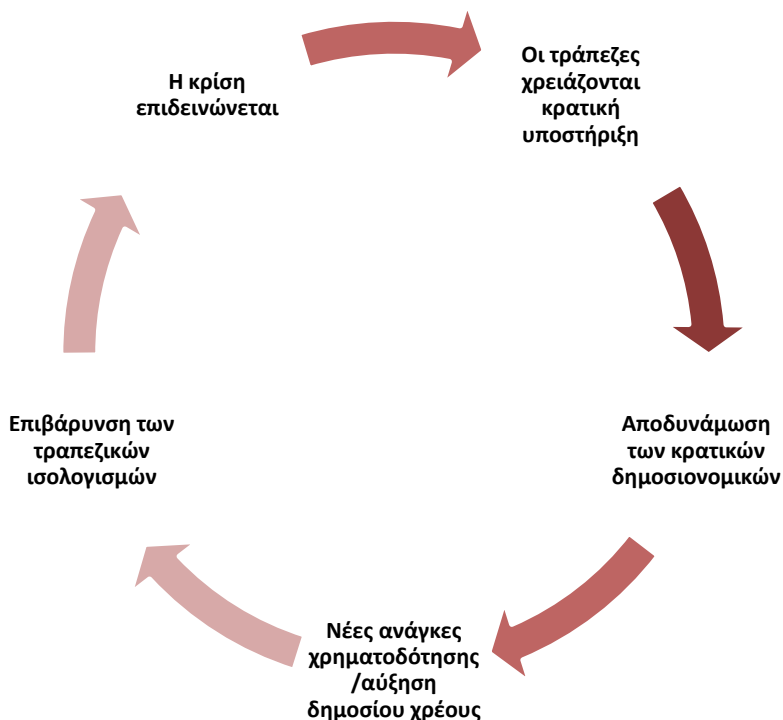 Η κρίση
επιδεινώνεται
Οι τράπεζες
χρειάζονται
κρατική
υποστήριξη
Αποδυνάμωση
των κρατικών
δημοσιονομικών
Νέες ανάγκες
χρηματοδότησης
/αύξηση
δημοσίου χρέους
Επιβάρυνση των
τραπεζικών
ισολογισμών